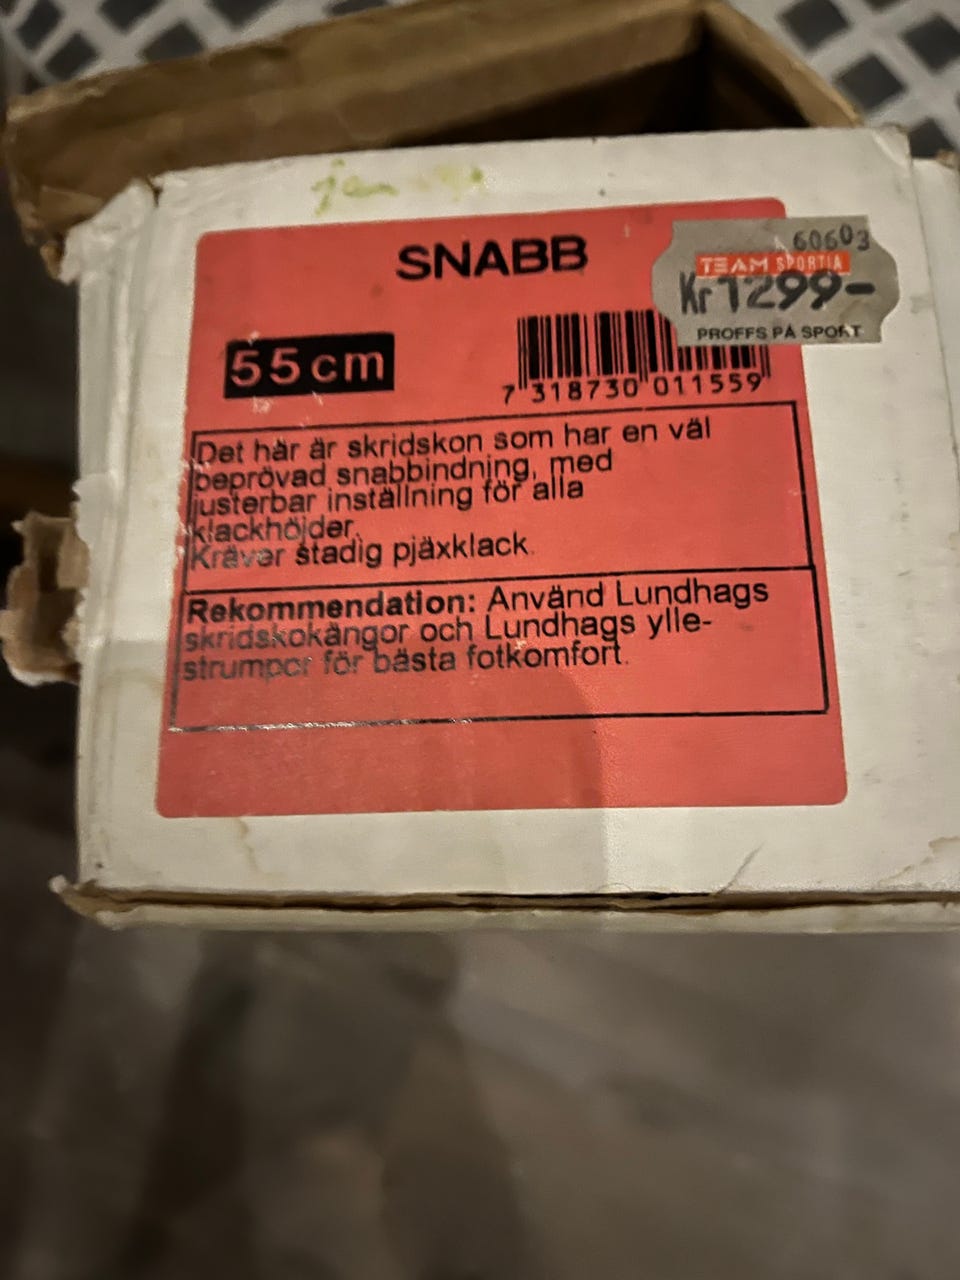 SNABB
60603
TEAM SPORTIA
Kr 1299-
PROFFS PÅ SPORT
55cm
7 318730 011559
Det här är skridskon som har en väl
beprövad snabbindning, med
justerbar inställning för alla
klackhöjder.
Kräver stadig pjäxklack.
Rekommendation: Använd Lundhags
skridskokängor och Lundhags ylle-
strumpor för bästa fotkomfort.